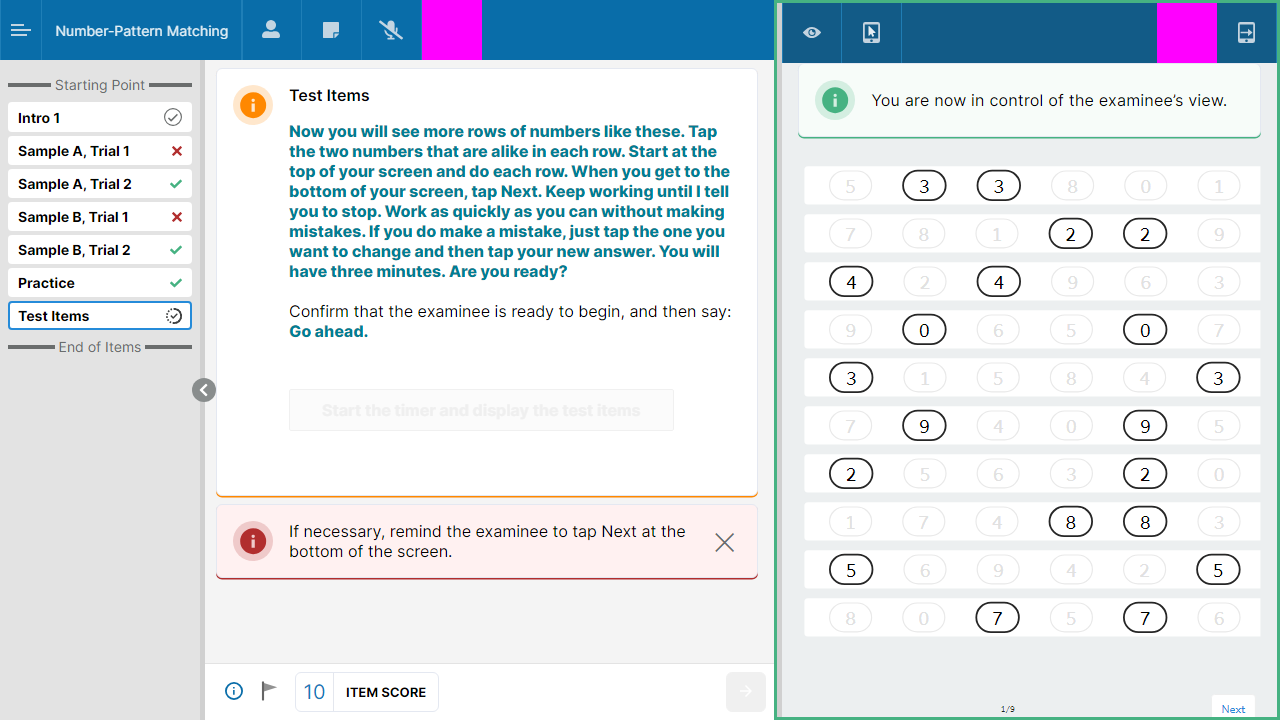 Number-Pattern Matching
Starting Point
Intro 1
Sample A, Trial 1
Sample A, Trial 2
Sample B, Trial 1
Sample B, Trial 2
Practice
Test Items
End of Items
Test Items
Now you will see more rows of numbers like these. Tap
the two numbers that are alike in each row. Start at the
top of your screen and do each row. When you get to the
bottom of your screen, tap Next. Keep working until I tell
you to stop. Work as quickly as you can without making
mistakes. If you do make a mistake, just tap the one you
want to change and then tap your new answer. You will
have three minutes. Are you ready?
Confirm that the examinee is ready to begin, and then say:
Go ahead.
Start the timer and display the test items
If necessary, remind the examinee to tap Next at the
bottom of the screen.
10 ITEM SCORE
You are now in control of the examinee's view.
5 3 3 8 0 1
7 8 1 2 2 9
4 2 4 9 6 3
9 0 6 5 0 7
3 1 5 8 4 3
7 9 4 0 9 5
2 5 6 3 2 0
1 7 4 8 8 3
5 6 9 4 2 5
8 0 7 5 7 6
1/9
Next